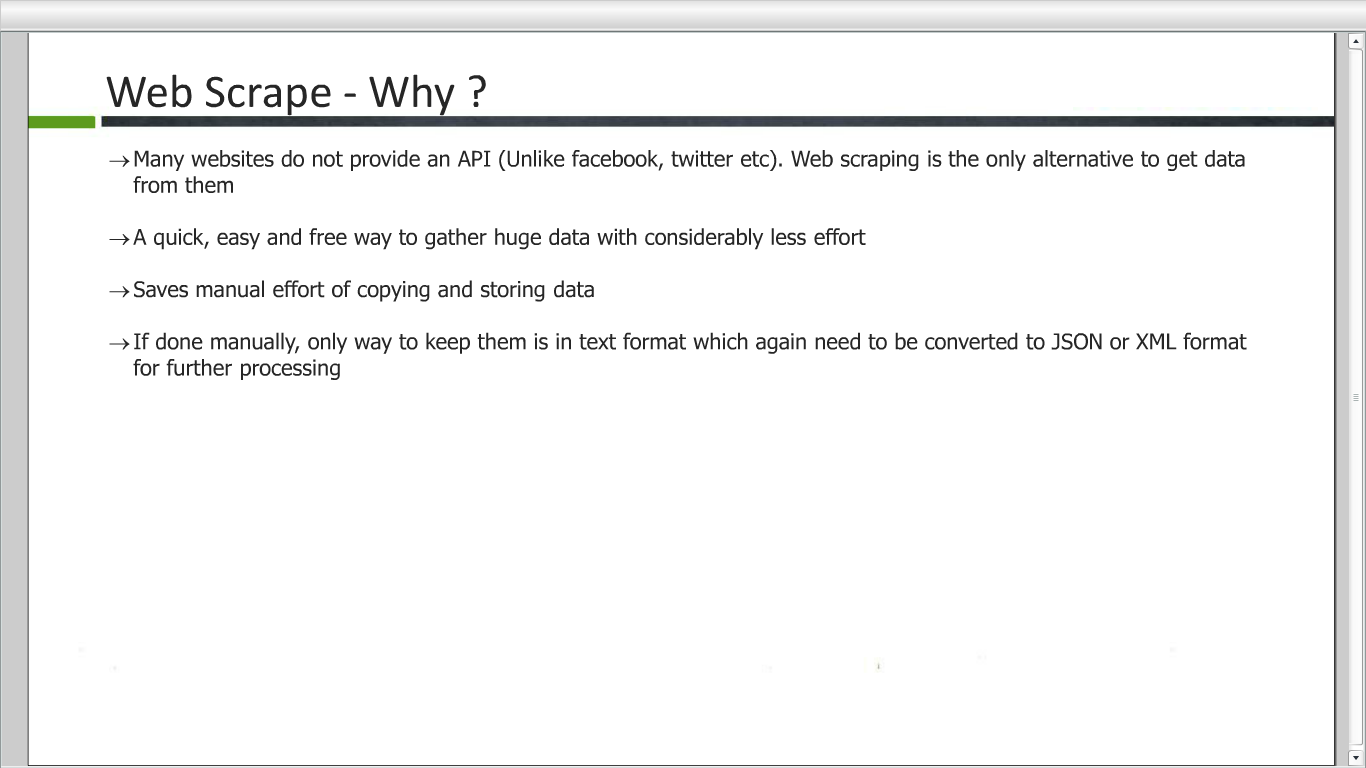 Web Scrape - Why ?
→Many websites do not provide an API (Unlike facebook, twitter etc). Web scraping is the only alternative to get data
from them
→A quick, easy and free way to gather huge data with considerably less effort
→Saves manual effort of copying and storing data
→If done manually, only way to keep them is in text format which again need to be converted to JSON or XML format
for further processing